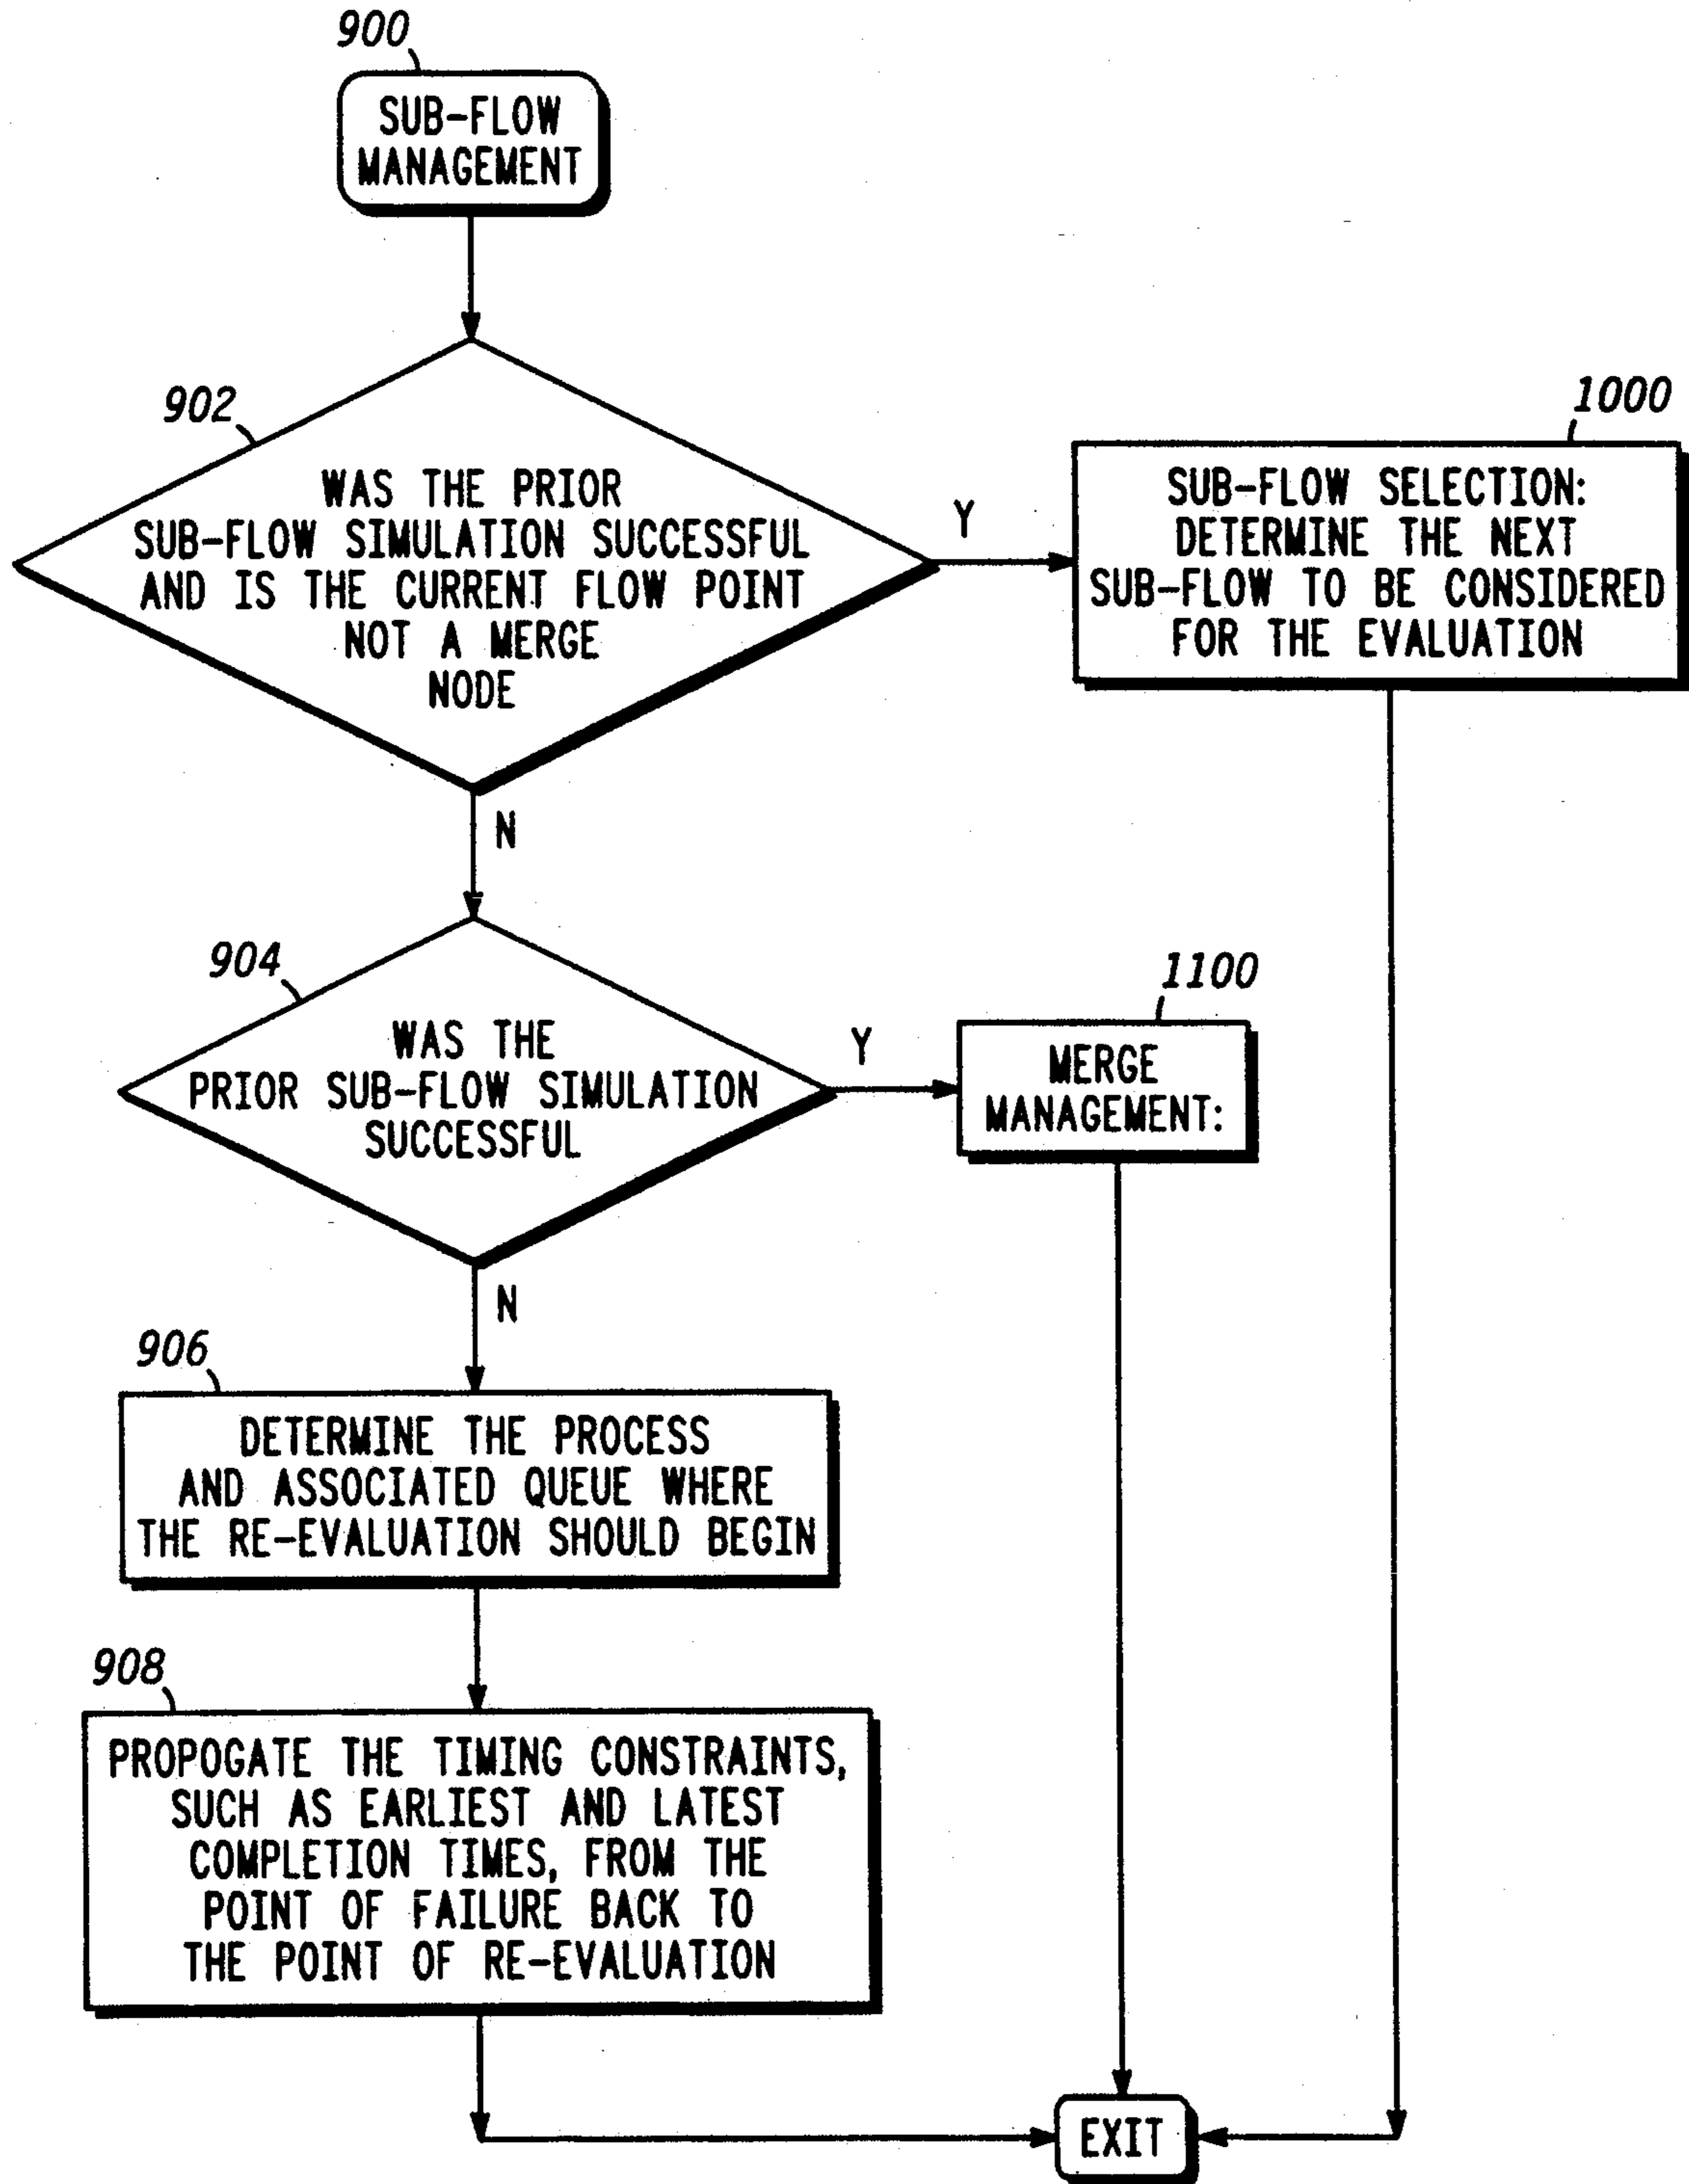 900
SUB-FLOW
MANAGEMENT
902
WAS THE PRIOR
SUB-FLOW SIMULATION SUCCESSFUL
AND IS THE CURRENT FLOW POINT
NOT A MERGE
NODE
Y
1000
SUB-FLOW SELECTION:
DETERMINE THE NEXT
SUB-FLOW TO BE CONSIDERED
FOR THE EVALUATION
N
904
WAS THE
PRIOR SUB-FLOW SIMULATION
SUCCESSFUL
Y
1100
MERGE
MANAGEMENT:
N
906
DETERMINE THE PROCESS
AND ASSOCIATED QUEUE WHERE
THE RE-EVALUATION SHOULD BEGIN
908
PROPOGATE THE TIMING CONSTRAINTS,
SUCH AS EARLIEST AND LATEST
COMPLETION TIMES, FROM THE
POINT OF FAILURE BACK TO
THE POINT OF RE-EVALUATION
EXIT